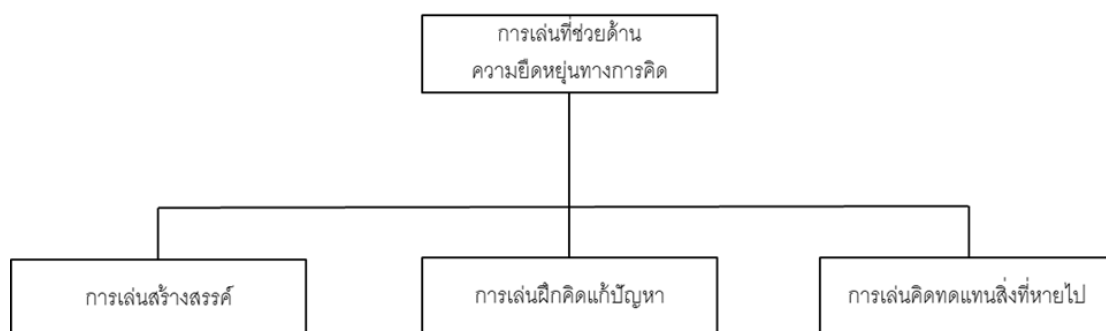 การเล่นที่ช่วยด้าน
ความยืดหยุ่นทางการคิด
การเล่นสร้างสรรค์
การเล่นฝึกคิดแก้ปัญหา
การเล่นคิดทดแทนสิ่งที่หายไป